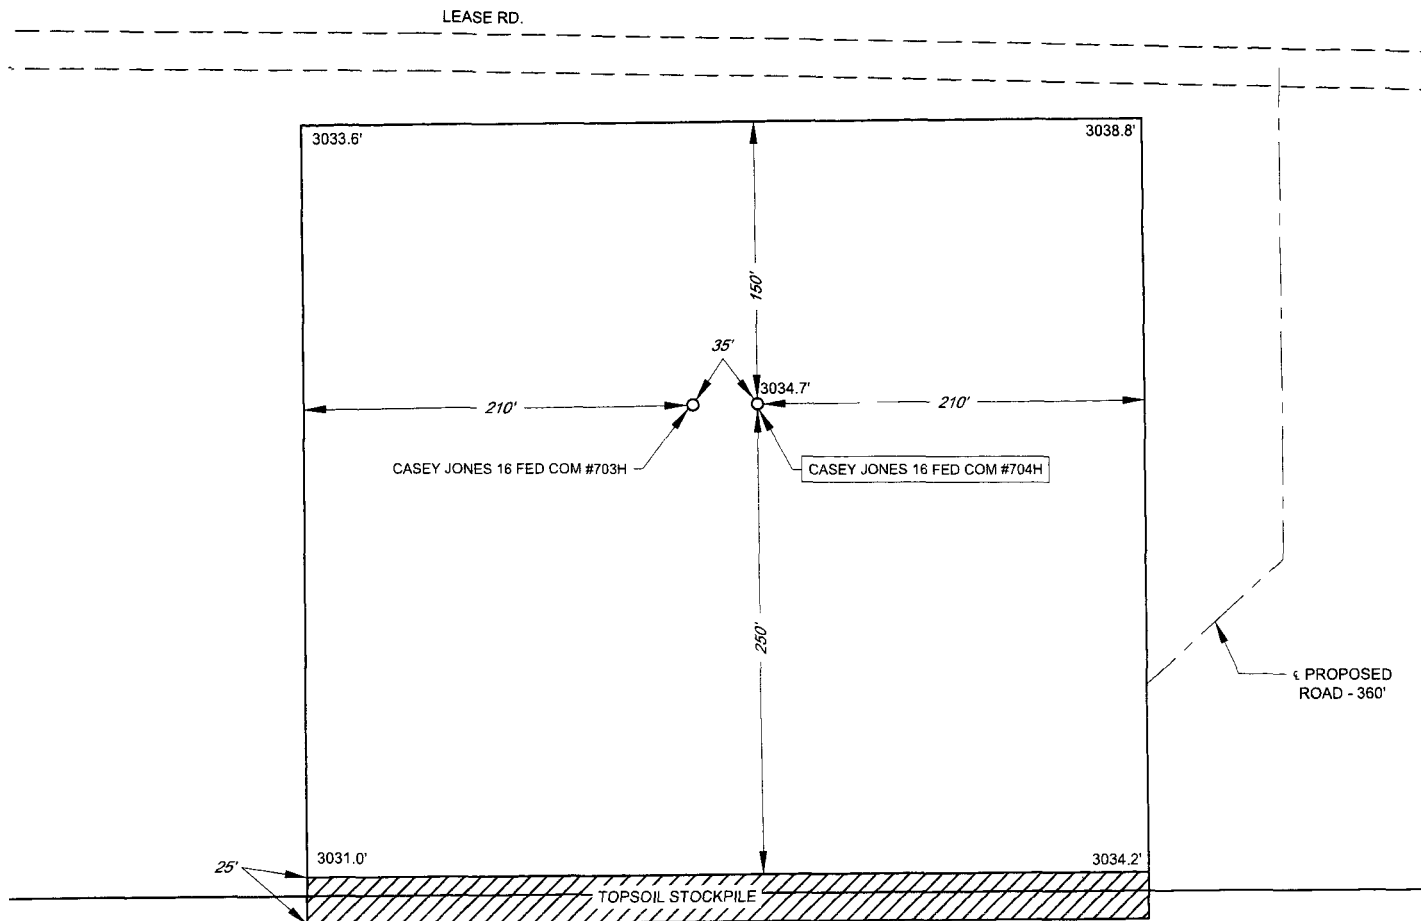 LEASE RD.
3033.6'
3038.8'
150'
35'
3034.7'
210'
210'
CASEY JONES 16 FED COM #703H
CASEY JONES 16 FED COM #704H
250'
℄ PROPOSED
ROAD - 360'
3031.0'
3034.2'
25'
TOPSOIL STOCKPILE